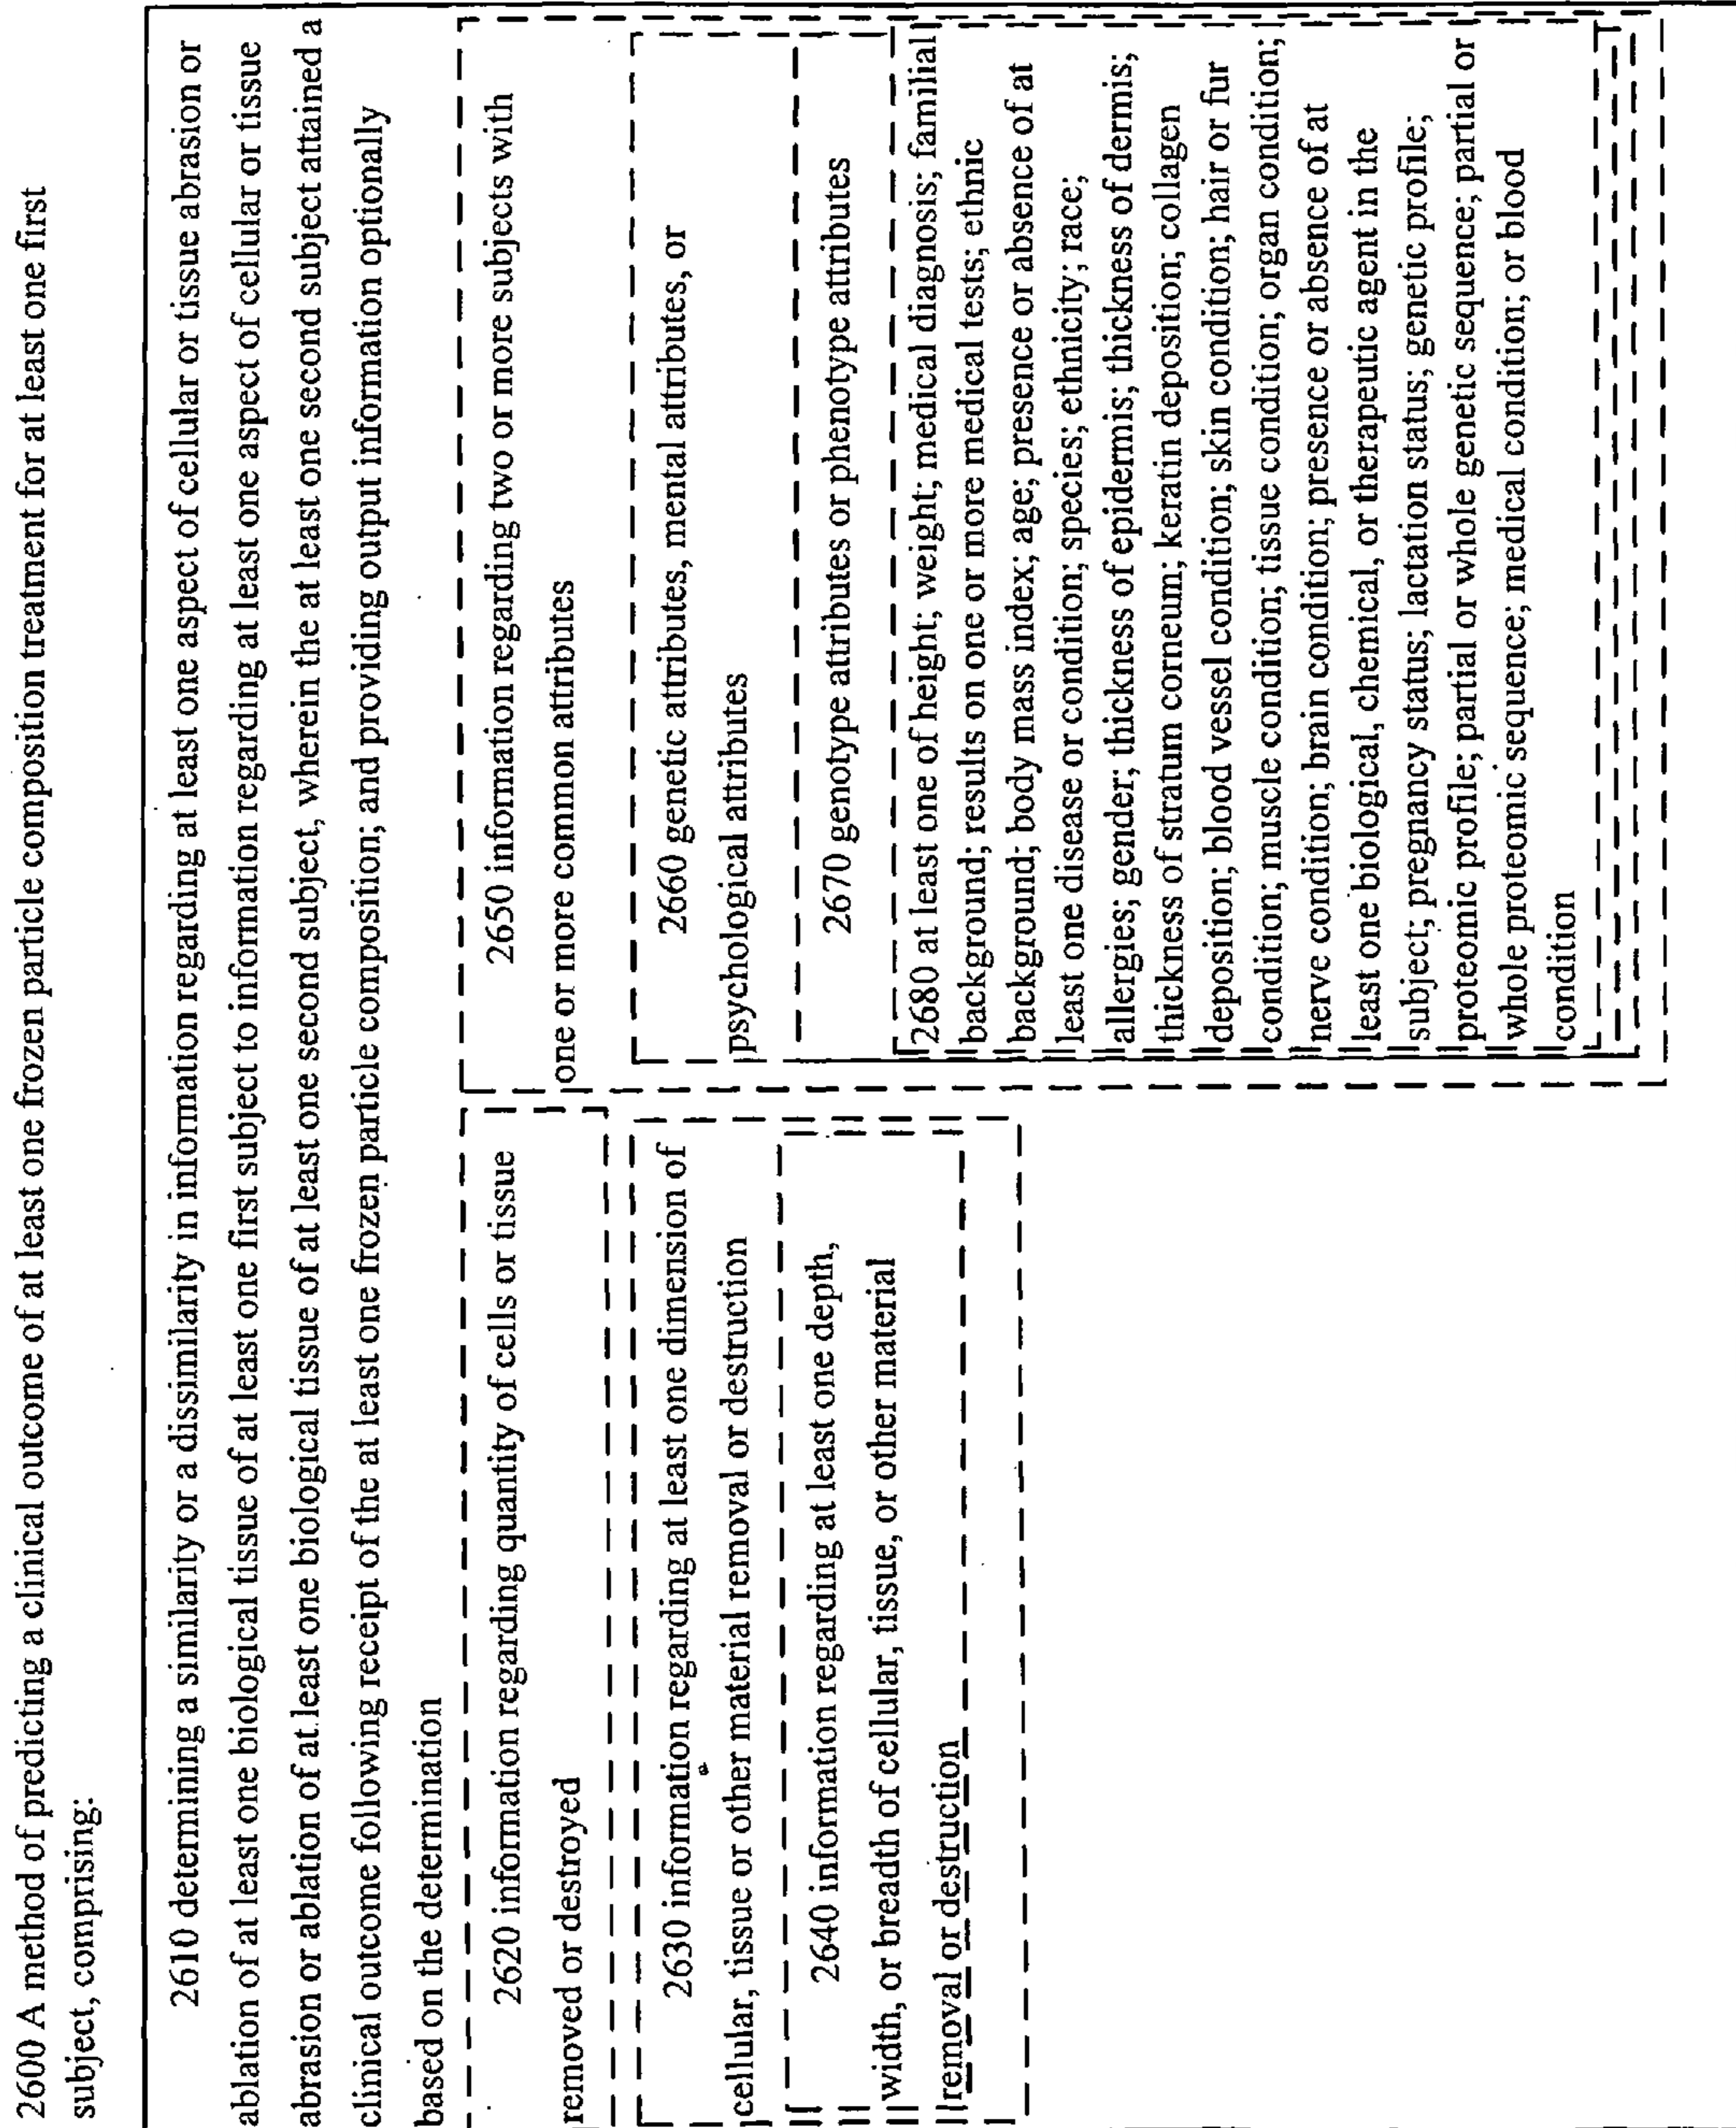 2600 A method of predicting a clinical outcome of at least one frozen particle composition treatment for at least one first
subject, comprising:
2610 determining a similarity or a dissimilarity in information regarding at least one aspect of cellular or tissue abrasion or
ablation of at least one biological tissue of at least one first subject to information regarding at least one aspect of cellular or tissue
abrasion or ablation of at least one biological tissue of at least one second subject, wherein the at least one second subject attained a
clinical outcome following receipt of the at least one frozen particle composition; and providing output information optionally
based on the determination
2620 information regarding quantity of cells or tissue
removed or destroyed
2630 information regarding at least one dimension of
cellular, tissue or other material removal or destruction
2640 information regarding at least one depth,
width, or breadth of cellular, tissue, or other material
removal or destruction
2650 information regarding two or more subjects with
one or more common attributes
2660 genetic attributes, mental attributes, or
psychological attributes
2670 genotype attributes or phenotype attributes
2680 at least one of height; weight; medical diagnosis; familial
background; results on one or more medical tests; ethnic
background; body mass index; age; presence or absence of at
least one disease or condition; species; ethnicity; race;
allergies; gender; thickness of epidermis; thickness of dermis;
thickness of stratum corneum; keratin deposition; collagen
deposition; blood vessel condition; skin condition; hair or fur
condition; muscle condition; tissue condition; organ condition;
nerve condition; brain condition; presence or absence of at
least one biological, chemical, or therapeutic agent in the
subject; pregnancy status; lactation status; genetic profile;
proteomic profile; partial or whole genetic sequence; partial or
whole proteomic sequence; medical condition; or blood
condition